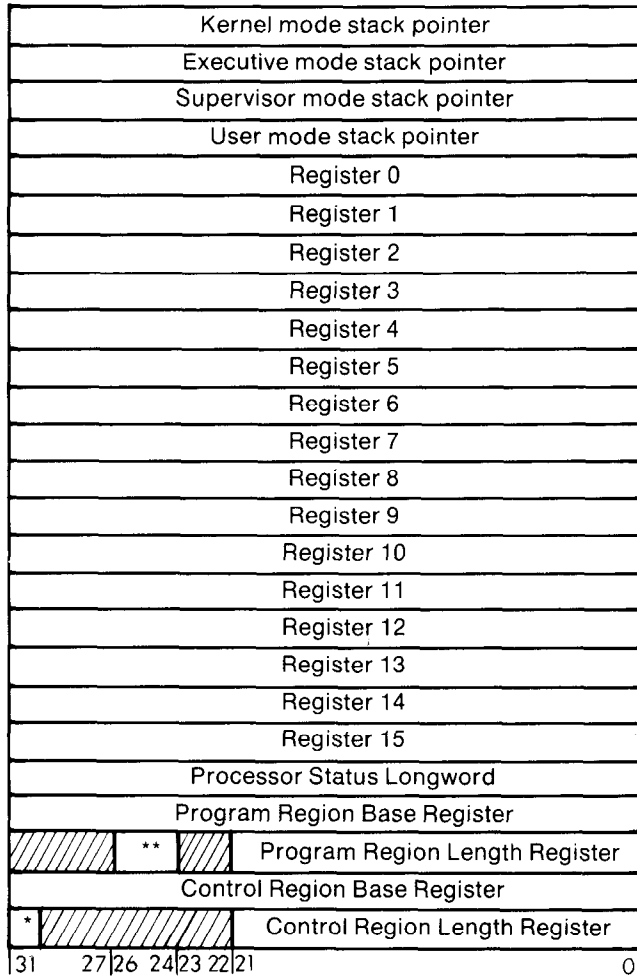 Kernel mode stack pointer
Executive mode stack pointer
Supervisor mode stack pointer
User mode stack pointer
Register 0
Register 1
Register 2
Register 3
Register 4
Register 5
Register 6
Register 7
Register 8
Register 9
Register 10
Register 11
Register 12
Register 13
Register 14
Register 15
Processor Status Longword
Program Region Base Register
** Program Region Length Register
Control Region Base Register
* Control Region Length Register
31 27 26 24 23 22 21 0